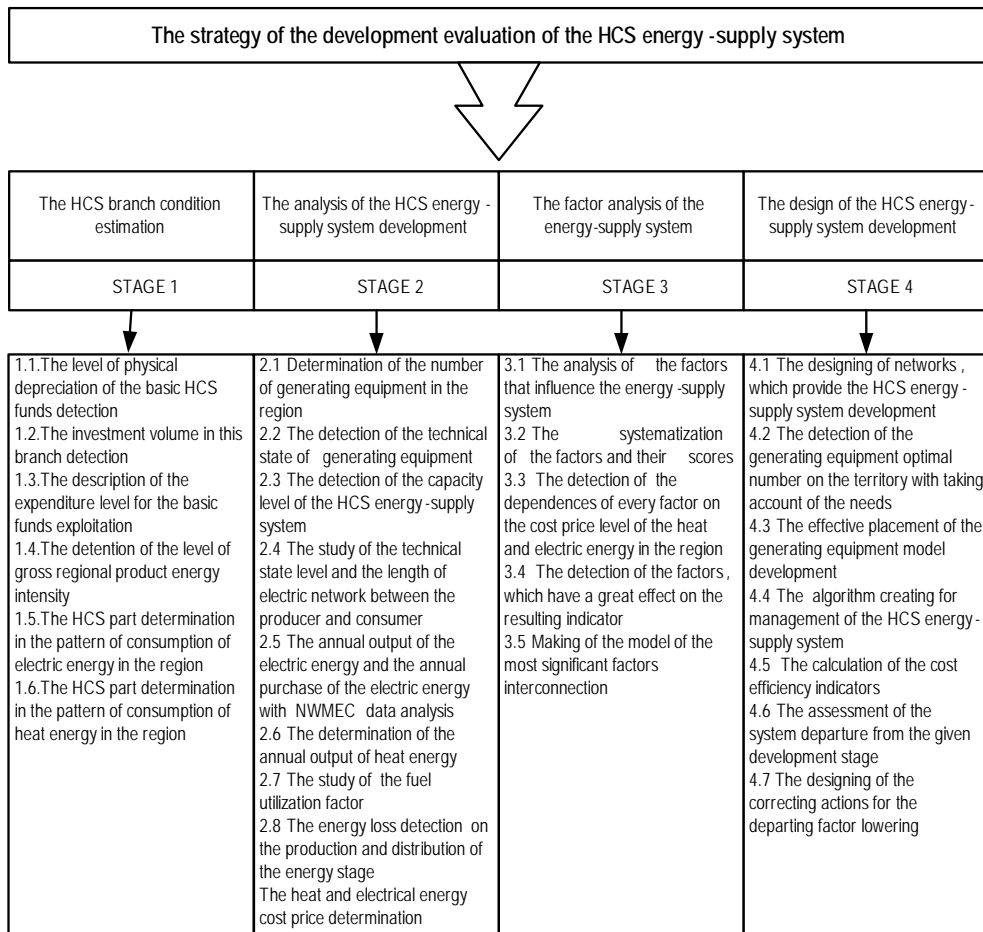 The strategy of the development evaluation of the HCS energy -supply system
The HCS branch condition
estimation
The analysis of the HCS energy -
supply system development
The factor analysis of the
energy-supply system
The design of the HCS energy-
supply system development
STAGE 1
STAGE 2
STAGE 3
STAGE 4
1.1.The level of physical
depreciation of the basic HCS
funds detection
1.2.The investment volume in this
branch detection
1.3.The description of the
expenditure level for the basic
funds exploitation
1.4.The detention of the level of
gross regional product energy
intensity
1.5.The HCS part determination
in the pattern of consumption of
electric energy in the region
1.6.The HCS part determination
in the pattern of consumption of
heat energy in the region
2.1 Determination of the number
of generating equipment in the
region
2.2 The detection of the technical
state of generating equipment
2.3 The detection of the capacity
level of the HCS energy-supply
system
2.4 The study of the technical
state level and the length of
electric network between the
producer and consumer
2.5 The annual output of the
electric energy and the annual
purchase of the electric energy
with NWMEC data analysis
2.6 The determination of the
annual output of heat energy
2.7 The study of the fuel
utilization factor
2.8 The energy loss detection on
the production and distribution of
the energy stage
The heat and electrical energy
cost price determination
3.1 The analysis of the factors
that influence the energy-supply
system
3.2 The systematization
of the factors and their scores
3.3 The detection of the
dependences of every factor on
the cost price level of the heat
and electric energy in the region
3.4 The detection of the factors ,
which have a great effect on the
resulting indicator
3.5 Making of the model of the
most significant factors
interconnection
4.1 The designing of networks ,
which provide the HCS energy -
supply system development
4.2 The detection of the
generating equipment optimal
number on the territory with taking
account of the needs
4.3 The effective placement of the
generating equipment model
development
4.4 The algorithm creating for
management of the HCS energy-
supply system
4.5 The calculation of the cost
efficiency indicators
4.6 The assessment of the
system departure from the given
development stage
4.7 The designing of the
correcting actions for the
departing factor lowering